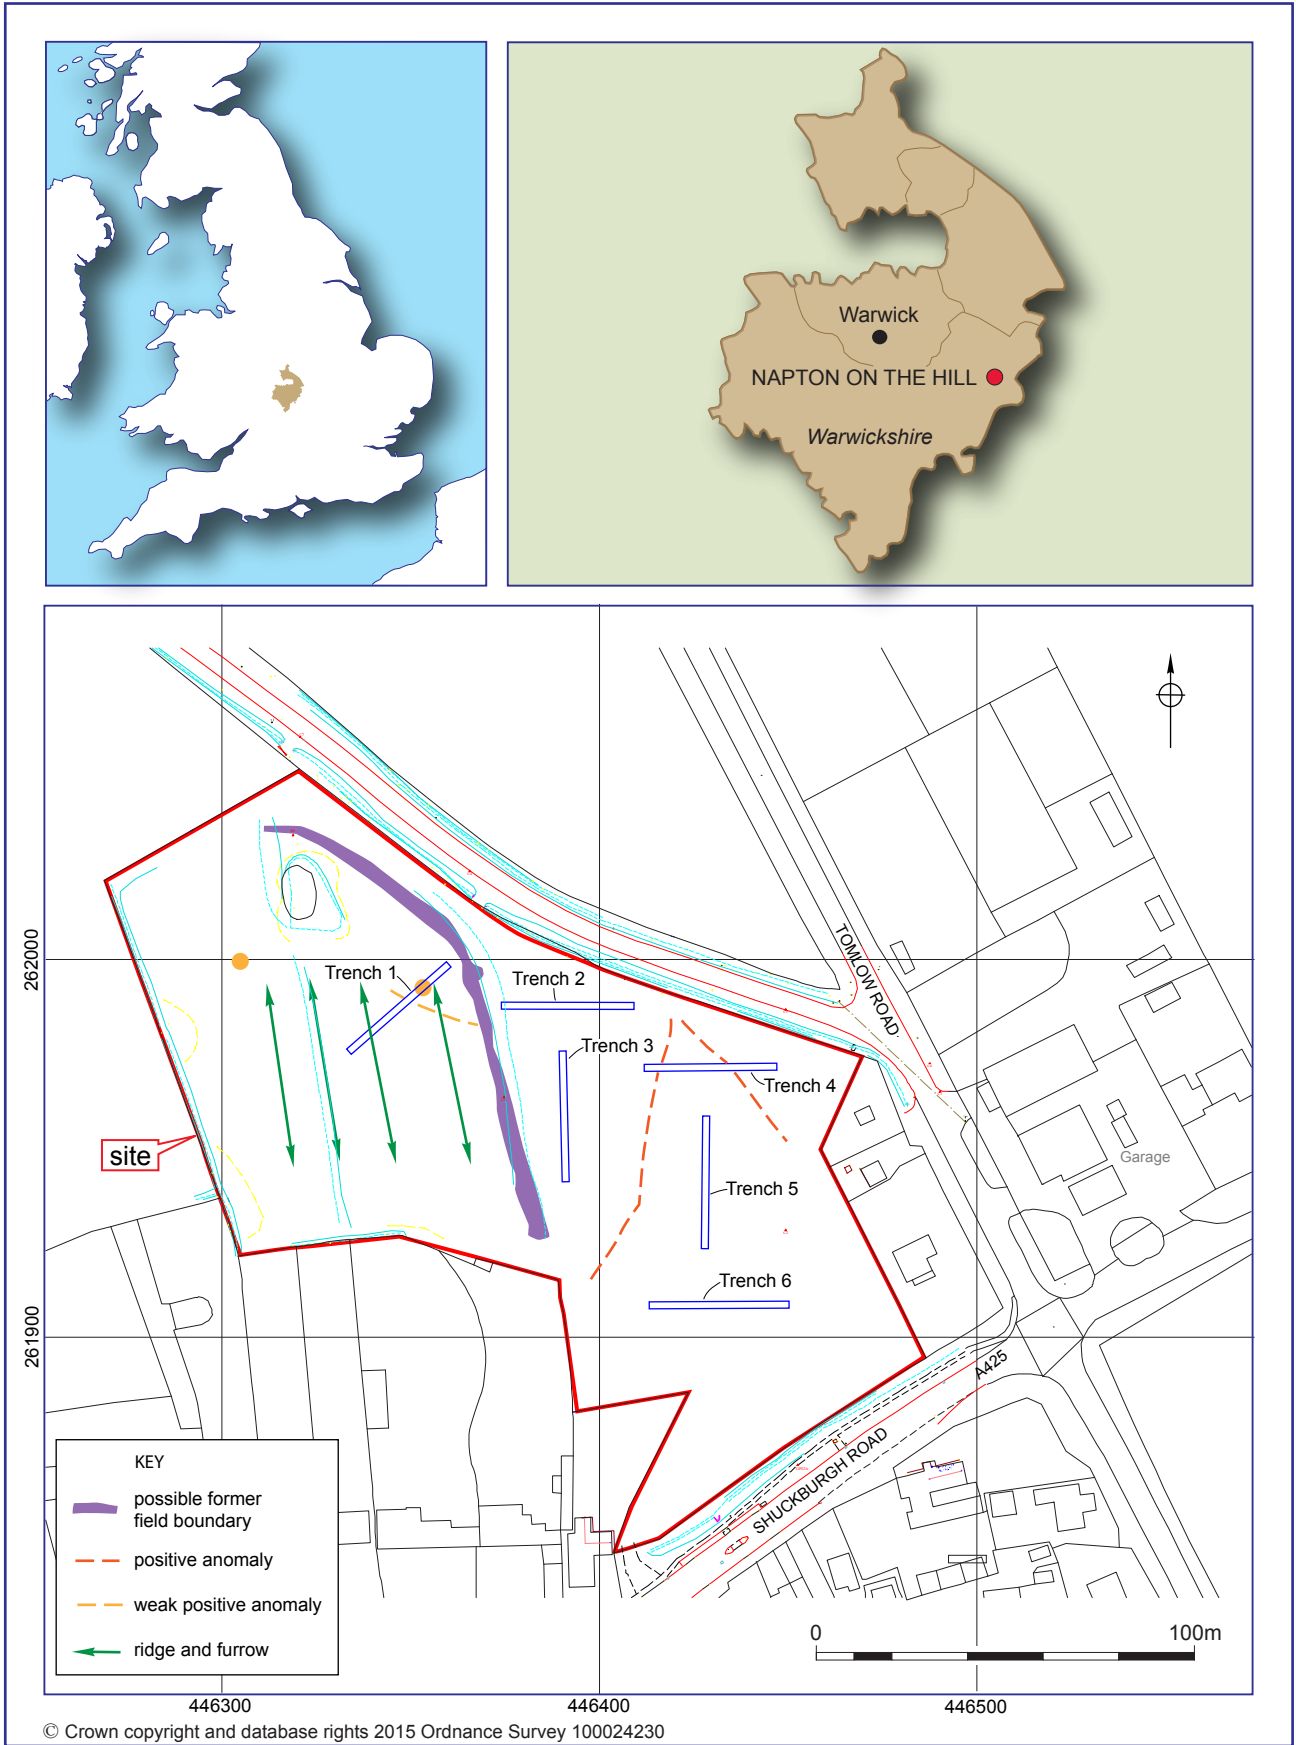 Warwick
NAPTON ON THE HILL
Warwickshire
TOMLOW ROAD
262000
Trench 1
Trench 2
Trench 3
Trench 4
site
Garage
Trench 5
Trench 6
261900
A425
SHUCKBURGH ROAD
KEY
possible former
field boundary
positive anomaly
weak positive anomaly
ridge and furrow
0 100m
446300 446400 446500
© Crown copyright and database rights 2015 Ordnance Survey 100024230